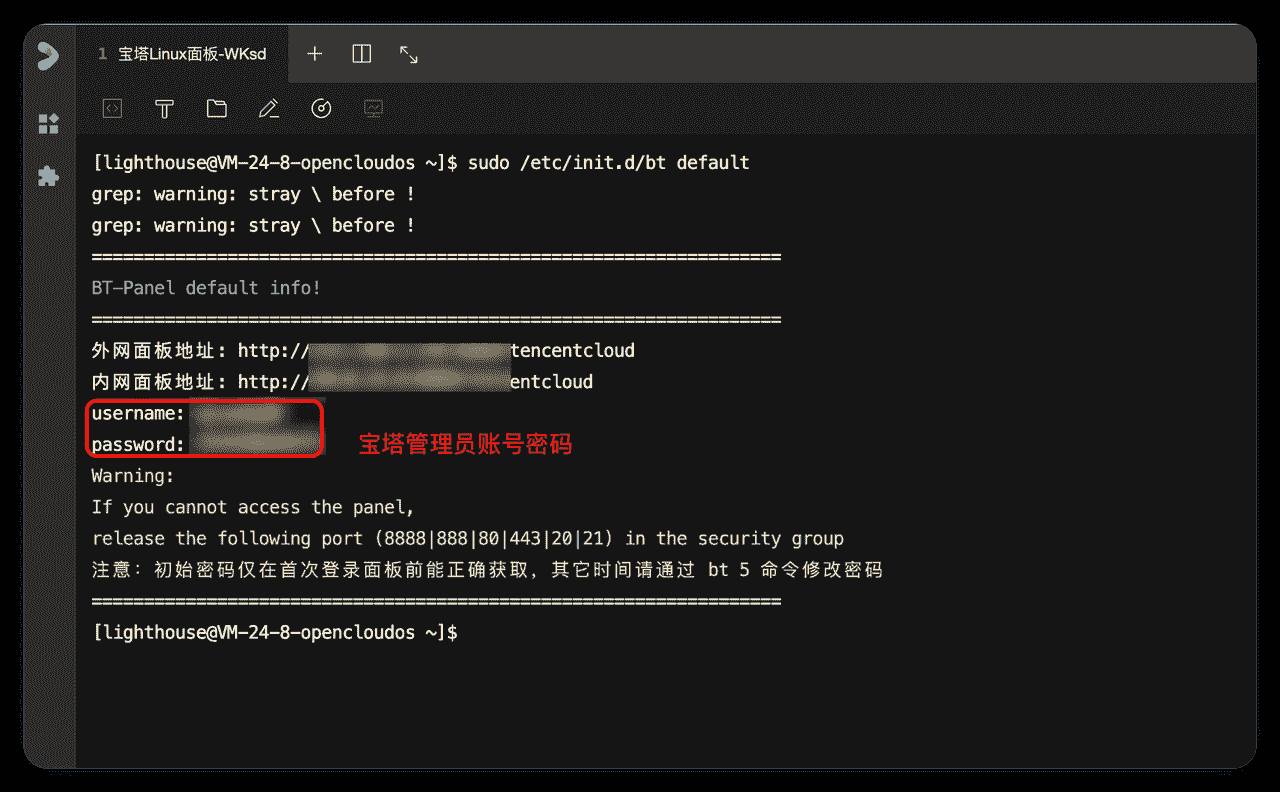 1 宝塔Linux面板-WKsd
[lighthouse@VM-24-8-opencloudos ~]$ sudo /etc/init.d/bt default
grep: warning: stray \ before !
grep: warning: stray \ before !
==================================================================
BT-Panel default info!
==================================================================
外网面板地址: http:// tencentcloud
内网面板地址: http:// entcloud
username:
password:
宝塔管理员账号密码
Warning:
If you cannot access the panel,
release the following port (8888|888|80|443|20|21) in the security group
注意：初始密码仅在首次登录面板前能正确获取，其它时间请通过 bt 5 命令修改密码
==================================================================
[lighthouse@VM-24-8-opencloudos ~]$